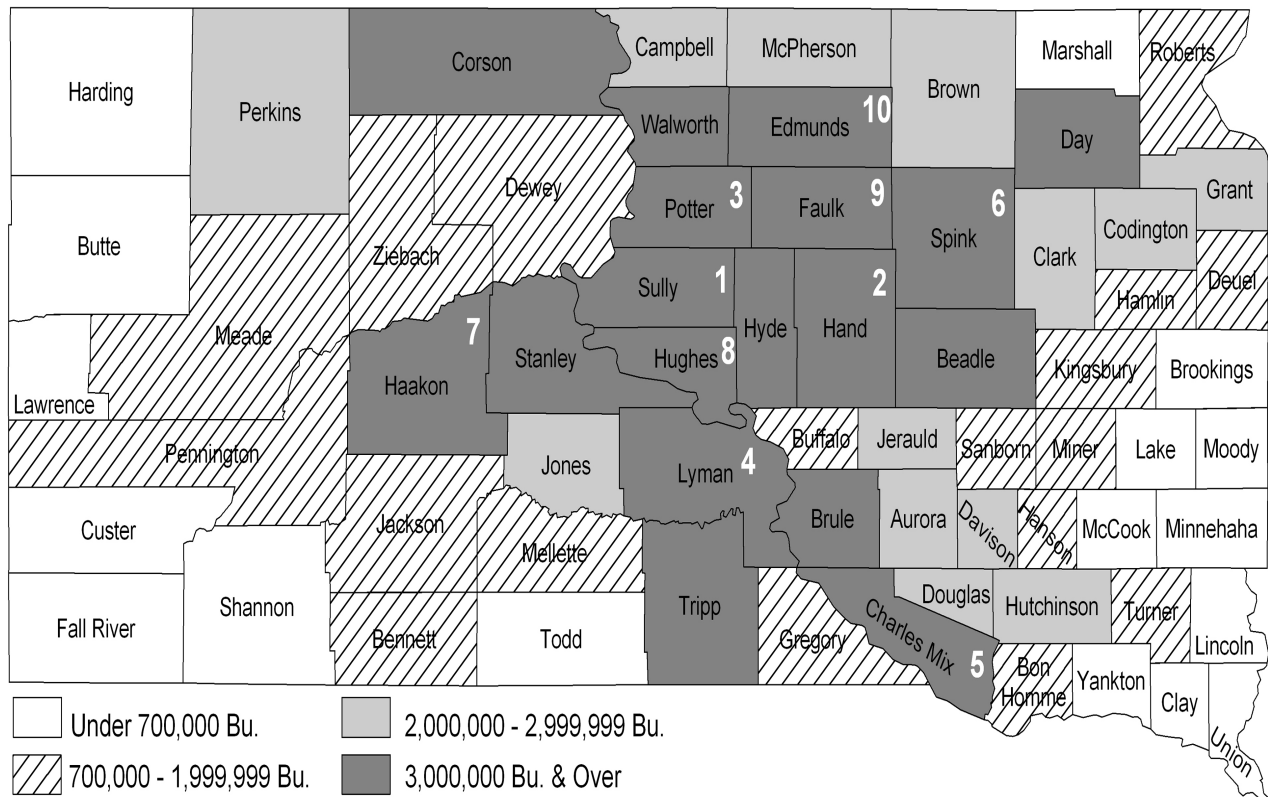 Harding
Perkins
Corson
Campbell
McPherson
Brown
Marshall
Roberts
Walworth
Edmunds
10
Day
Butte
Ziebach
Dewey
Potter
3
Faulk
9
Spink
6
Clark
Codington
Grant
Meade
Sully
1
Hyde
Hand
2
Hamlin
Deuel
Lawrence
Haakon
7
Stanley
Hughes
8
Beadle
Kingsbury
Brookings
Pennington
Jones
Lyman
4
Buffalo
Jerauld
Sanborn
Miner
Lake
Moody
Custer
Jackson
Mellette
Brule
Aurora
Davison
Hanson
McCook
Minnehaha
Fall River
Shannon
Bennett
Todd
Tripp
Gregory
Charles Mix
5
Douglas
Hutchinson
Turner
Lincoln
Bon
Homme
Yankton
Clay
Union
Under 700,000 Bu.
2,000,000 - 2,999,999 Bu.
700,000 - 1,999,999 Bu.
3,000,000 Bu. & Over